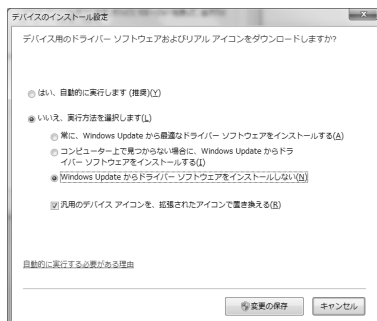 デバイスのインストール設定
デバイス用のドライバー ソフトウェアおよびリアル アイコンをダウンロードしますか?
はい、自動的に実行します (推奨)(Y)
いいえ、実行方法を選択します(L)
常に、Windows Update から最適なドライバー ソフトウェアをインストールする(A)
コンピューター上で見つからない場合に、Windows Update からドラ
イバー ソフトウェアをインストールする(I)
Windows Update からドライバー ソフトウェアをインストールしない(N)
汎用のデバイス アイコンを、拡張されたアイコンで置き換える(R)
自動的に実行する必要がある理由
変更の保存
キャンセル